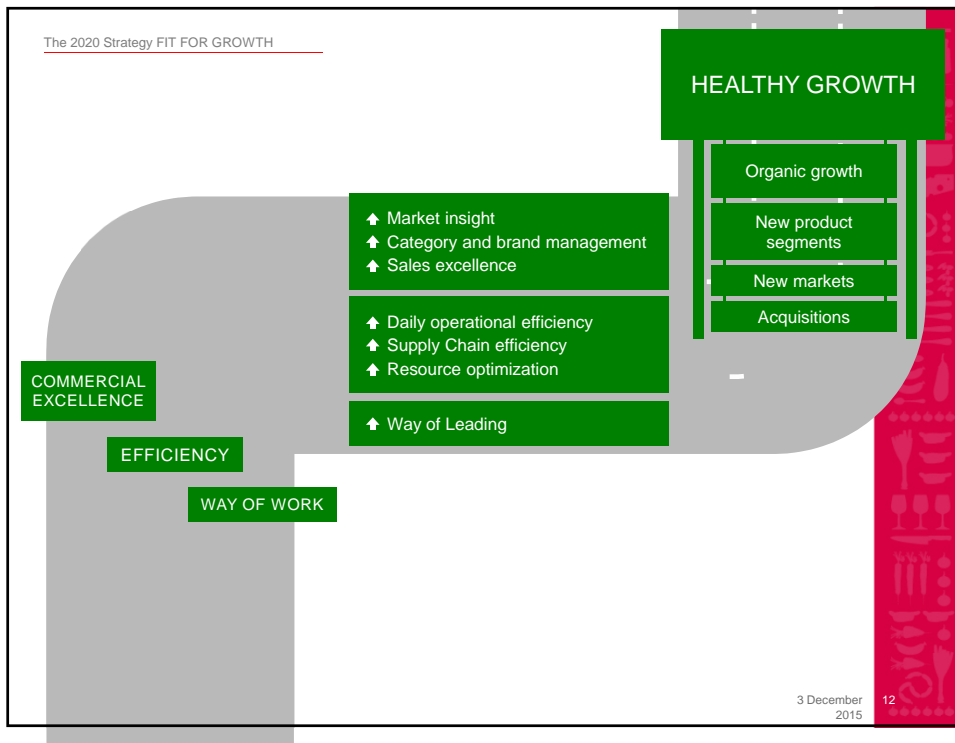 The 2020 Strategy FIT FOR GROWTH
HEALTHY GROWTH
Organic growth
New product
segments
New markets
Acquisitions
Market insight
Category and brand management
Sales excellence
Daily operational efficiency
Supply Chain efficiency
Resource optimization
Way of Leading
COMMERCIAL
EXCELLENCE
EFFICIENCY
WAY OF WORK
3 December
2015
12